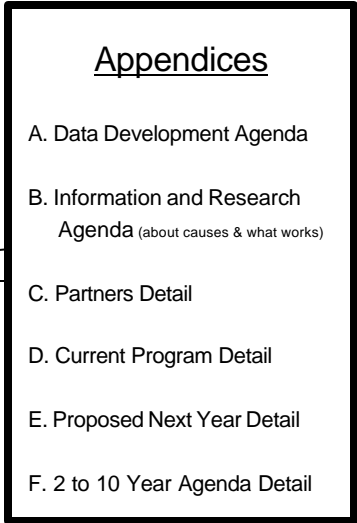 Appendices
A. Data Development Agenda
B. Information and Research
Agenda (about causes & what works)
C. Partners Detail
D. Current Program Detail
E. Proposed Next Year Detail
F. 2 to 10 Year Agenda Detail